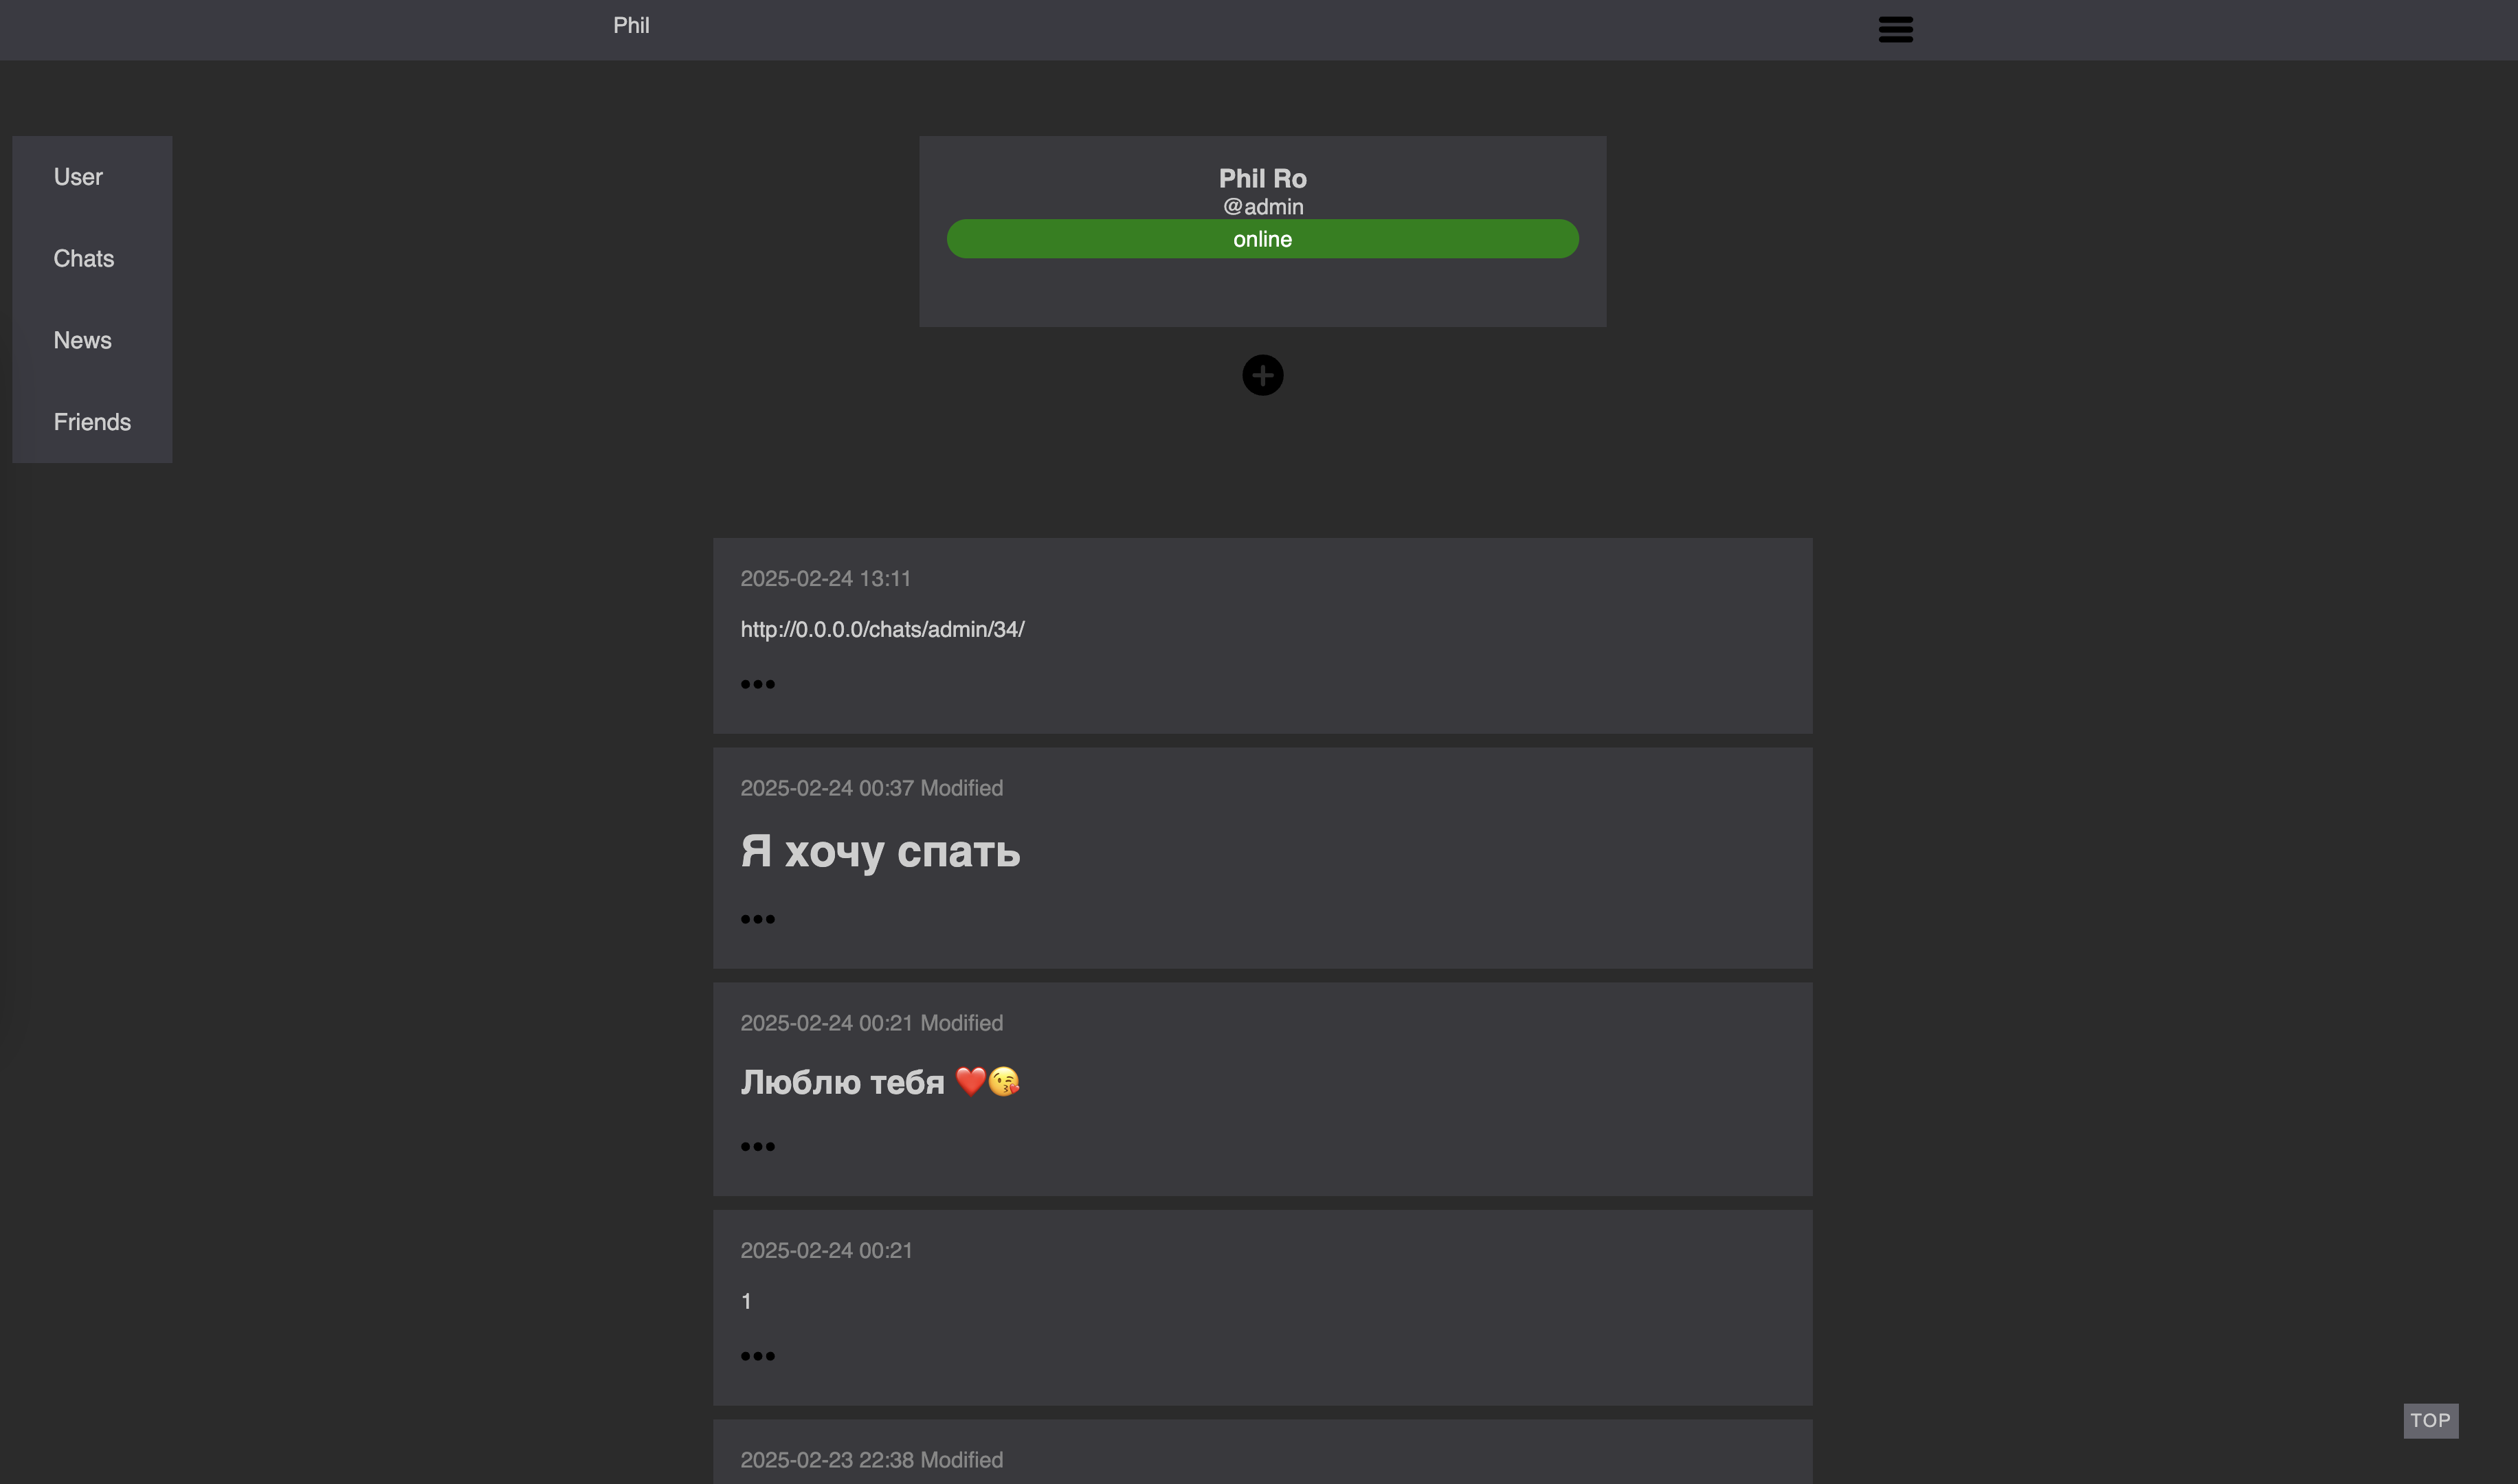 Phil
User
Chats
News
Friends
Phil Ro
@admin
online
2025-02-24 13:11
http://0.0.0.0/chats/admin/34/
2025-02-24 00:37 Modified
Я хочу спать
2025-02-24 00:21 Modified
Люблю тебя ❤️😘
2025-02-24 00:21
1
2025-02-23 22:38 Modified
TOP